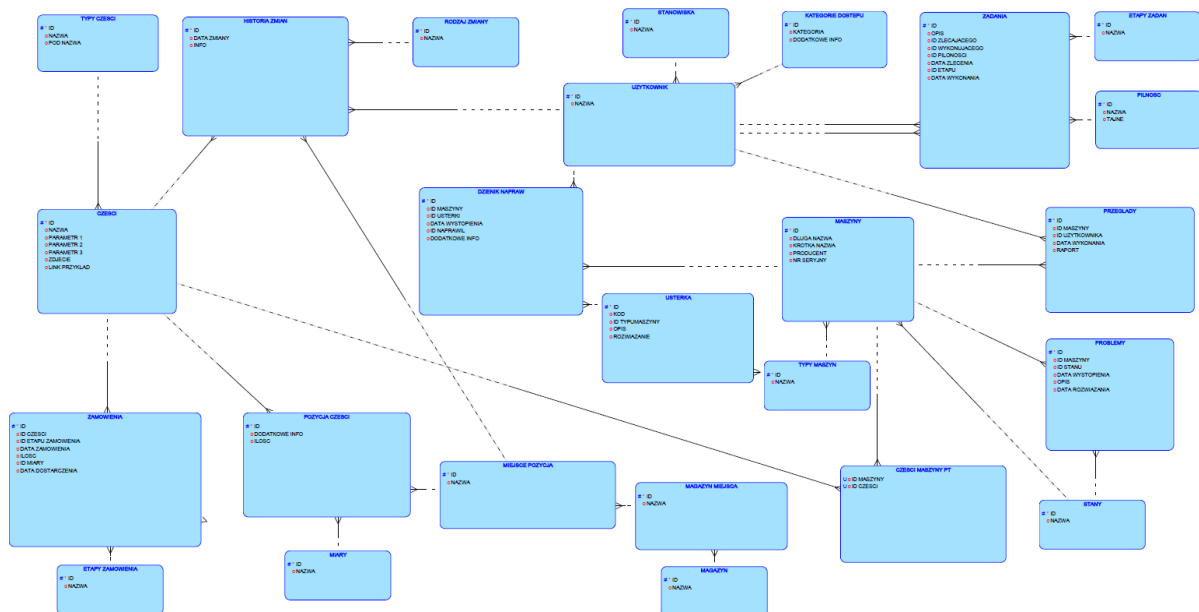 TYPY CZESCI
# * ID
o NAZWA
o POD NAZWA
HISTORIA ZMIAN
# * ID
o DATA ZMIANY
o INFO
RODZAJ ZMIANY
# * ID
o NAZWA
STANOWISKA
# * ID
o NAZWA
KATEGORIE DOSTEPU
# * ID
o KATEGORIA
o DODATKOWE INFO
ZADANIA
# * ID
o OPIS
o ID ZLECAJACEGO
o ID WYKONUJACEGO
o ID PILONOSCI
o DATA ZLECENIA
o ID ETAPU
o DATA WYKONANIA
ETAPY ZADAN
# * ID
o NAZWA
UZYTKOWNIK
# * ID
o NAZWA
PILNOSC
# * ID
o NAZWA
o TAJNE
CZESCI
# * ID
o NAZWA
o PARAMETR 1
o PARAMETR 2
o PARAMETR 3
o ZDJECIE
o LINK PRZYKLAD
DZIENIK NAPRAW
# * ID
o ID MASZYNY
o ID USTERKI
o DATA WYSTOPIENIA
o ID NAPRAWIL
o DODATKOWE INFO
MASZYNY
# * ID
o DLUGA NAZWA
o KROTKA NAZWA
o PRODUCENT
o NR SERYJNY
PRZEGLADY
# * ID
o ID MASZYNY
o ID UZYTKOWNIKA
o DATA WYKONANIA
o RAPORT
USTERKA
# * ID
o KOD
o ID TYPUMASZYNY
o OPIS
o ROZWIAZANIE
TYPY MASZYN
# * ID
o NAZWA
PROBLEMY
# * ID
o ID MASZYNY
o ID STANU
o DATA WYSTOPIENIA
o OPIS
o DATA ROZWIAZANIA
ZAMOWIENIA
# * ID
o ID CZESCI
o ID ETAPU ZAMOWIENIA
o DATA ZAMOWIENIA
o ILOSC
o ID MIARY
o DATA DOSTARCZENIA
POZYCJA CZESCI
# * ID
o DODATKOWE INFO
o ILOSC
MIEJSCE POZYCJA
# * ID
o NAZWA
MAGAZYN MIEJSCA
# * ID
o NAZWA
CZESCI MASZYNY PT
U o ID MASZYNY
U o ID CZESCI
STANY
# * ID
o NAZWA
ETAPY ZAMOWIENIA
# * ID
o NAZWA
MIARY
# * ID
o NAZWA
MAGAZYN
# * ID
o NAZWA